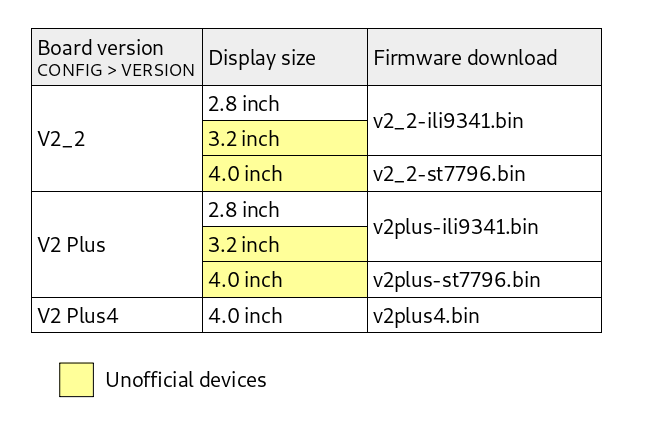 Board version
CONFIG > VERSION
Display size
Firmware download
V2_2
2.8 inch
v2_2-ili9341.bin
3.2 inch
4.0 inch
v2_2-st7796.bin
V2 Plus
2.8 inch
v2plus-ili9341.bin
3.2 inch
4.0 inch
v2plus-st7796.bin
V2 Plus4
4.0 inch
v2plus4.bin
Unofficial devices